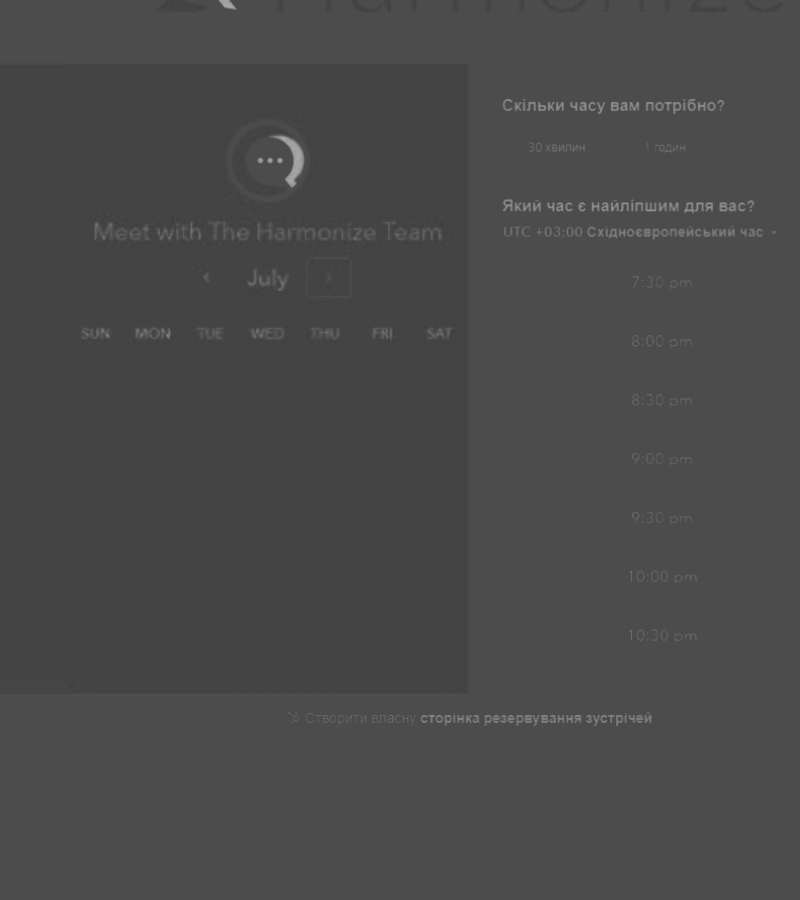 Harmonize
Meet with The Harmonize Team
July
SUN MON TUE WED THU FRI SAT
Скільки часу вам потрібно?
30 хвилин 1 годин
Який час є найліпшим для вас?
UTC +03:00 Східноєвропейський час
7:30 pm
8:00 pm
8:30 pm
9:00 pm
9:30 pm
10:00 pm
10:30 pm
Створити власну сторінка резервування зустрічей